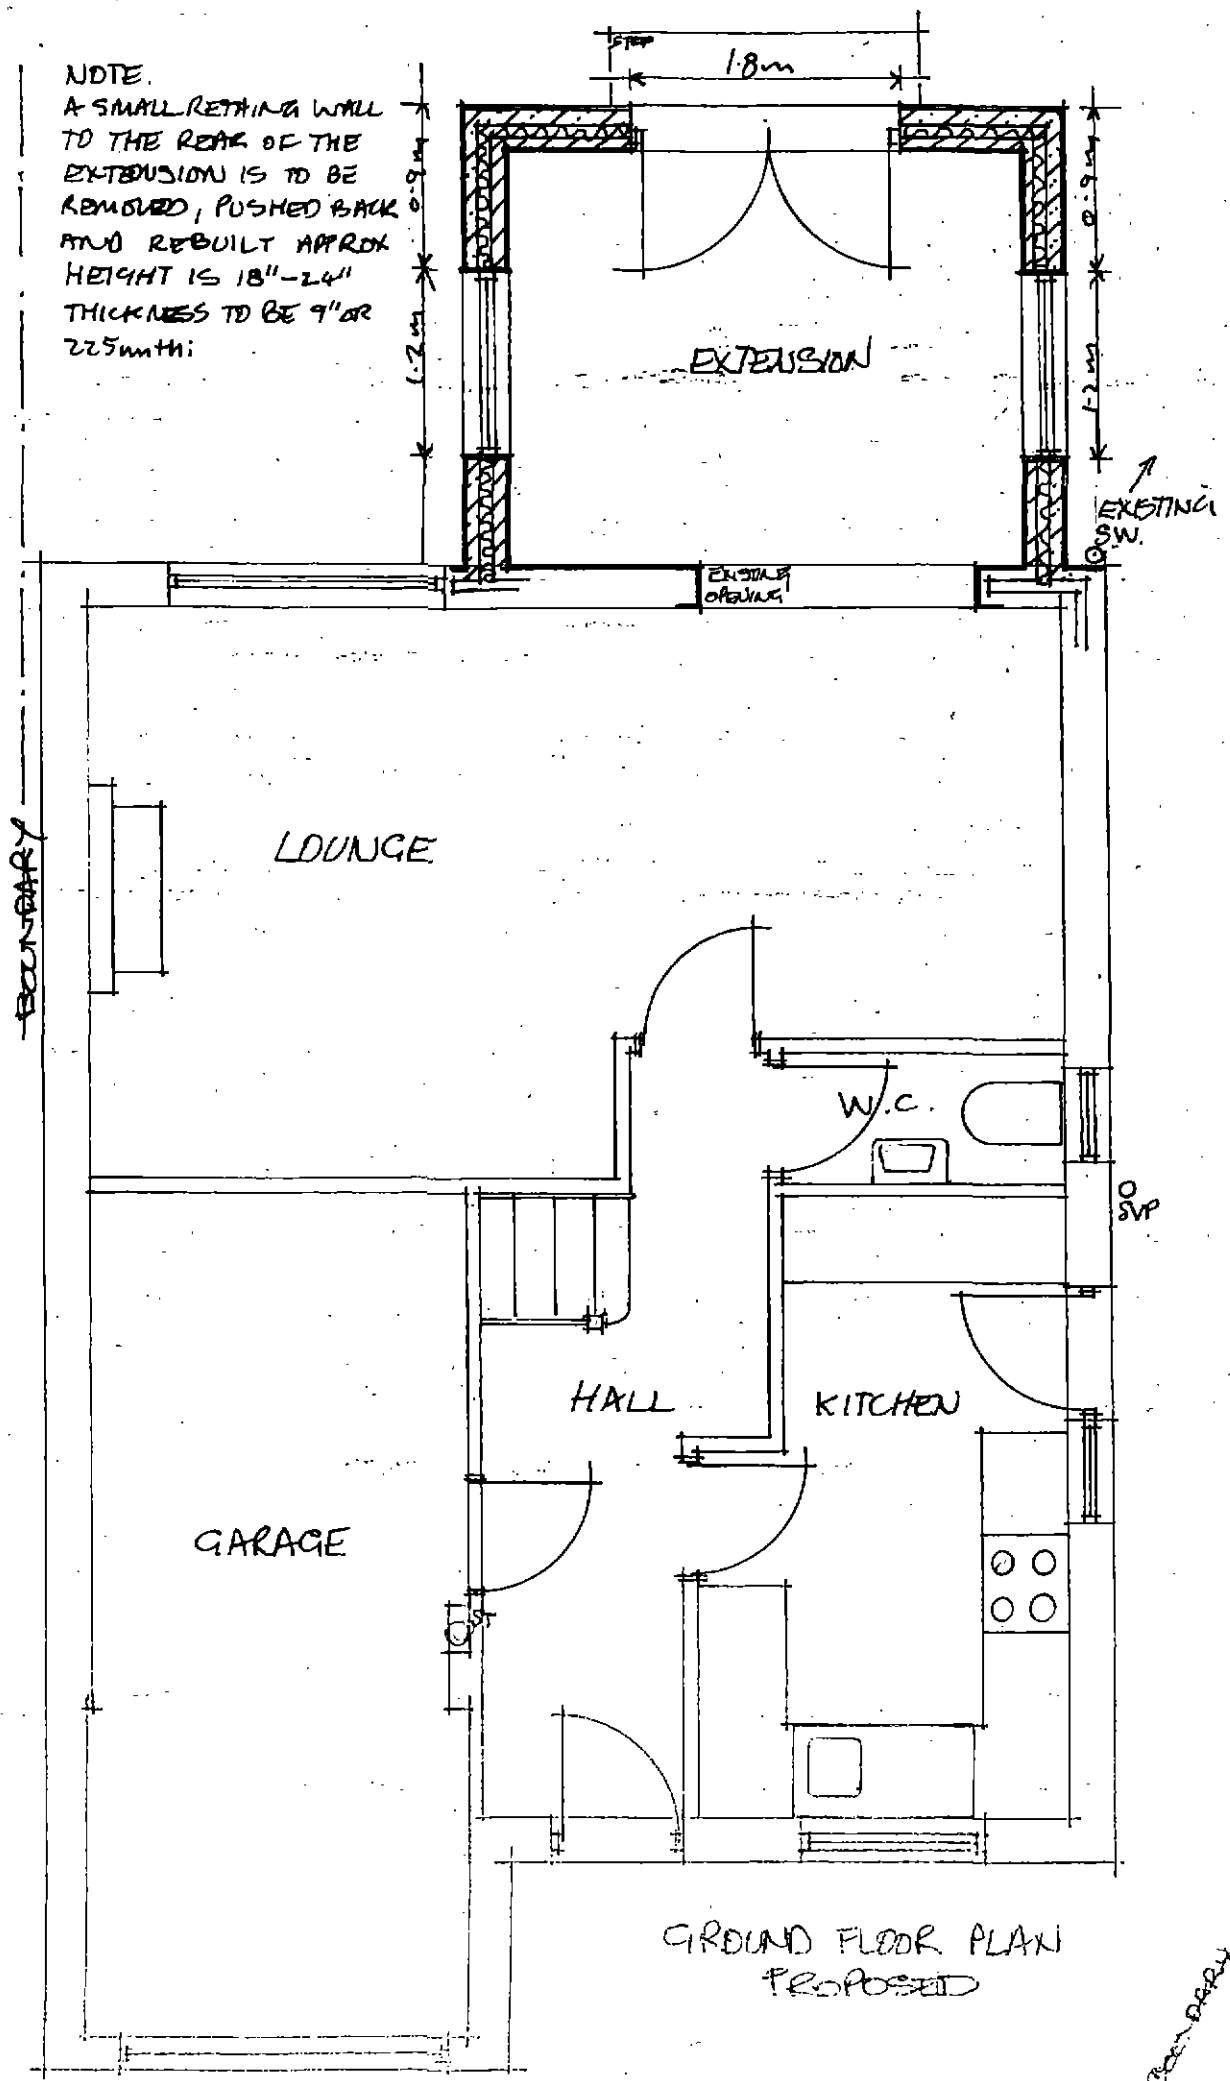 STEP
1.8m
NOTE.
A SMALL RETAINING WALL
TO THE REAR OF THE
EXTENSION IS TO BE
REMOVED, PUSHED BACK
AND REBUILT APPROX
HEIGHT IS 18"-24"
THICKNESS TO BE 9" OR
225mm
0.9m
0.9m
1.2m
1.2m
EXTENSION
EXISTING
S.W.
EXISTING
OPENING
BOUNDARY
LOUNGE
W.C.
SVP
HALL
KITCHEN
GARAGE
GROUND FLOOR PLAN
PROPOSED
BOUNDARY